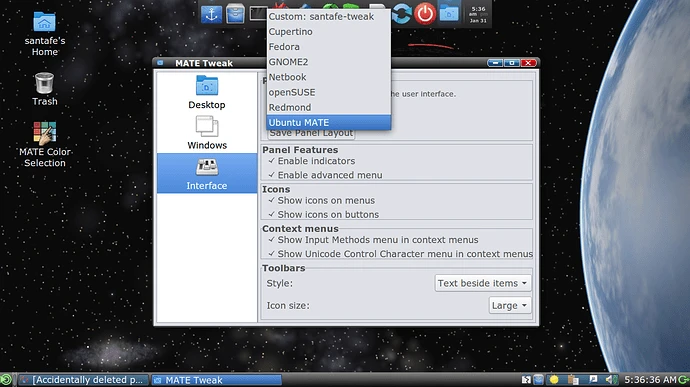 5:36
am
Jan 31
santafe's
Home
Trash
MATE Color
Selection
Custom: santafe-tweak
Cupertino
Fedora
GNOME2
Netbook
openSUSE
Redmond
Ubuntu MATE
MATE Tweak
Desktop
Windows
Interface
the user interface.
Save Panel Layout
Panel Features
Enable indicators
Enable advanced menu
Icons
Show icons on menus
Show icons on buttons
Context menus
Show Input Methods menu in context menus
Show Unicode Control Character menu in context menus
Toolbars
Style:
Text beside items
Icon size:
Large
[Accidentally deleted p...
MATE Tweak
5:36:36 AM